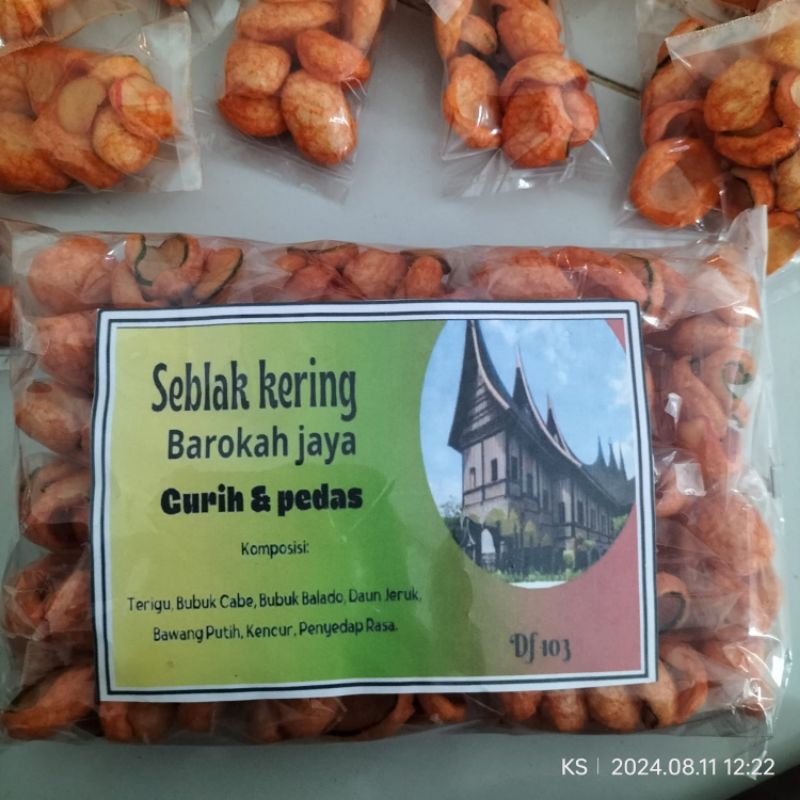 Seblak kering
Barokah jaya
Curih & pedas
Komposisi:
Terigu, Bubuk Cabe, Bubuk Balado, Daun Jeruk,
Bawang Putih, Kencur, Penyedap Rasa.
Df 103
KS | 2024.08.11 12:22